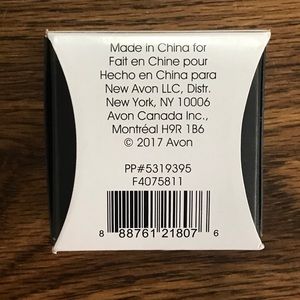 Made in China for
Fait en Chine pour
Hecho en China para
New Avon LLC, Distr.
New York, NY 10006
Avon Canada Inc.,
Montréal H9R 1B6
© 2017 Avon
PP#5319395
F4075811
8 88761 21807 6